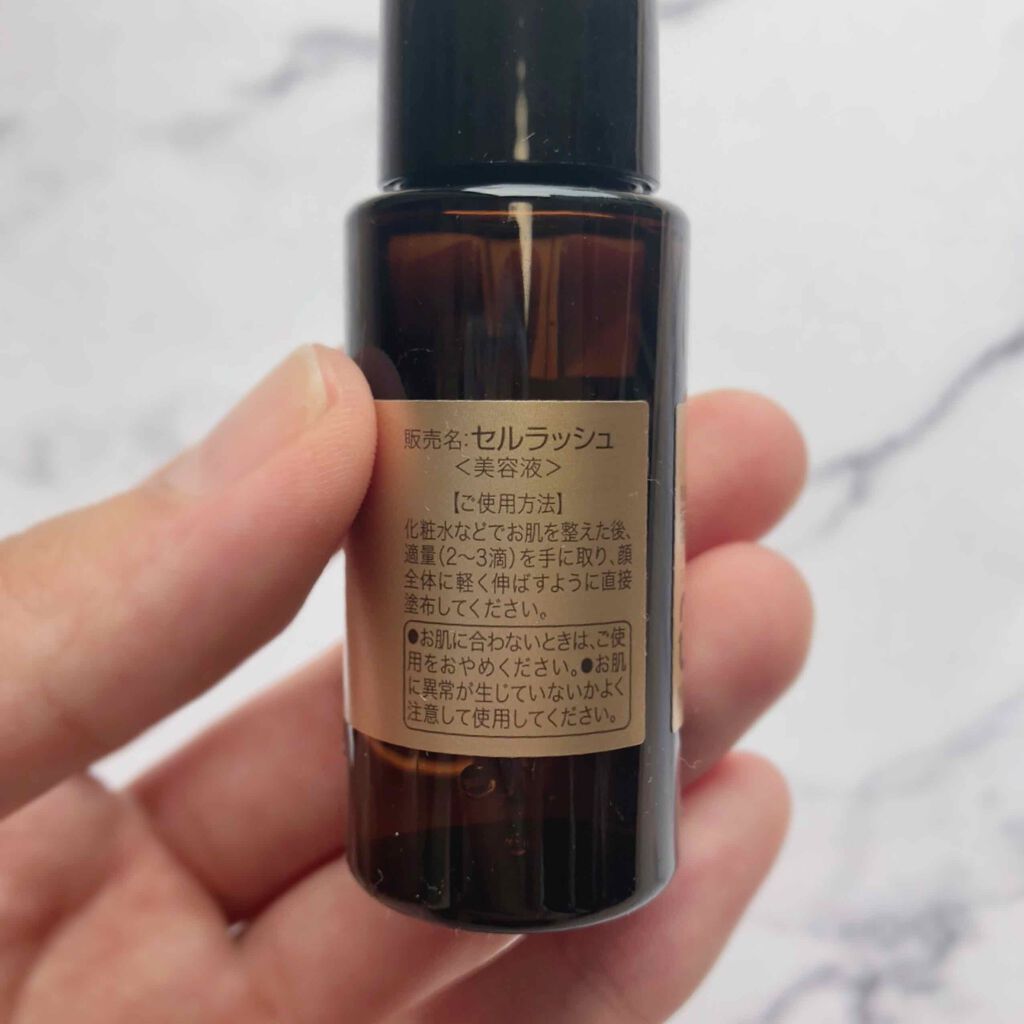 販売名:セルラッシュ
<美容液>
【ご使用方法】
化粧水などでお肌を整えた後、
適量(2〜3滴)を手に取り、顔
全体に軽く伸ばすように直接
塗布してください。
●お肌に合わないときは、ご使
用をおやめください。●お肌
に異常が生じていないかよく
注意して使用してください。